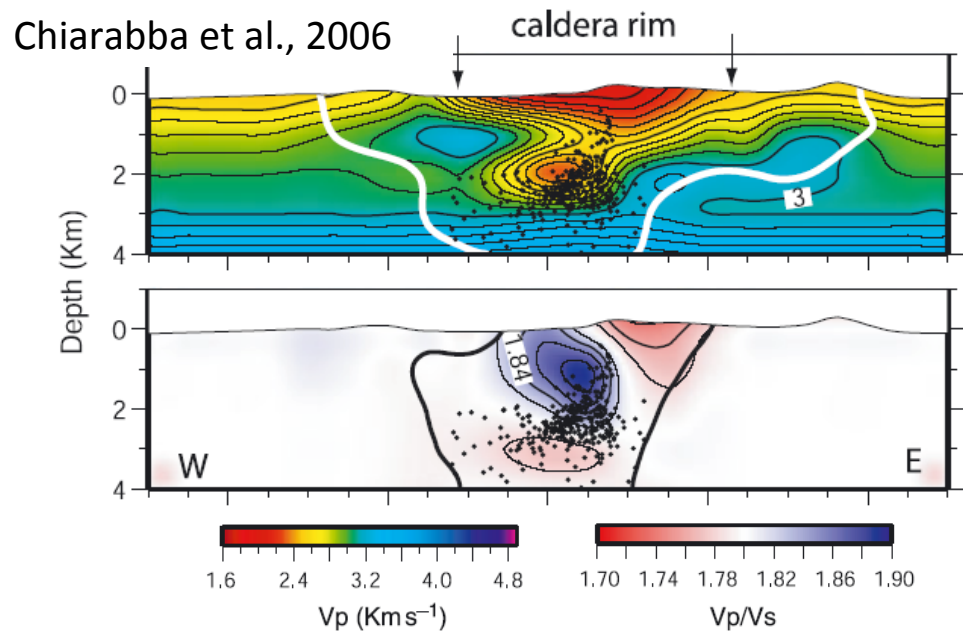 Chiarabba et al., 2006
caldera rim
0
2
4
3
Depth (Km)
0
2
4
1.84
W
E
1.6 2.4 3.2 4.0 4.8
Vp (Km s⁻¹)
1.70 1.74 1.78 1.82 1.86 1.90
Vp/Vs